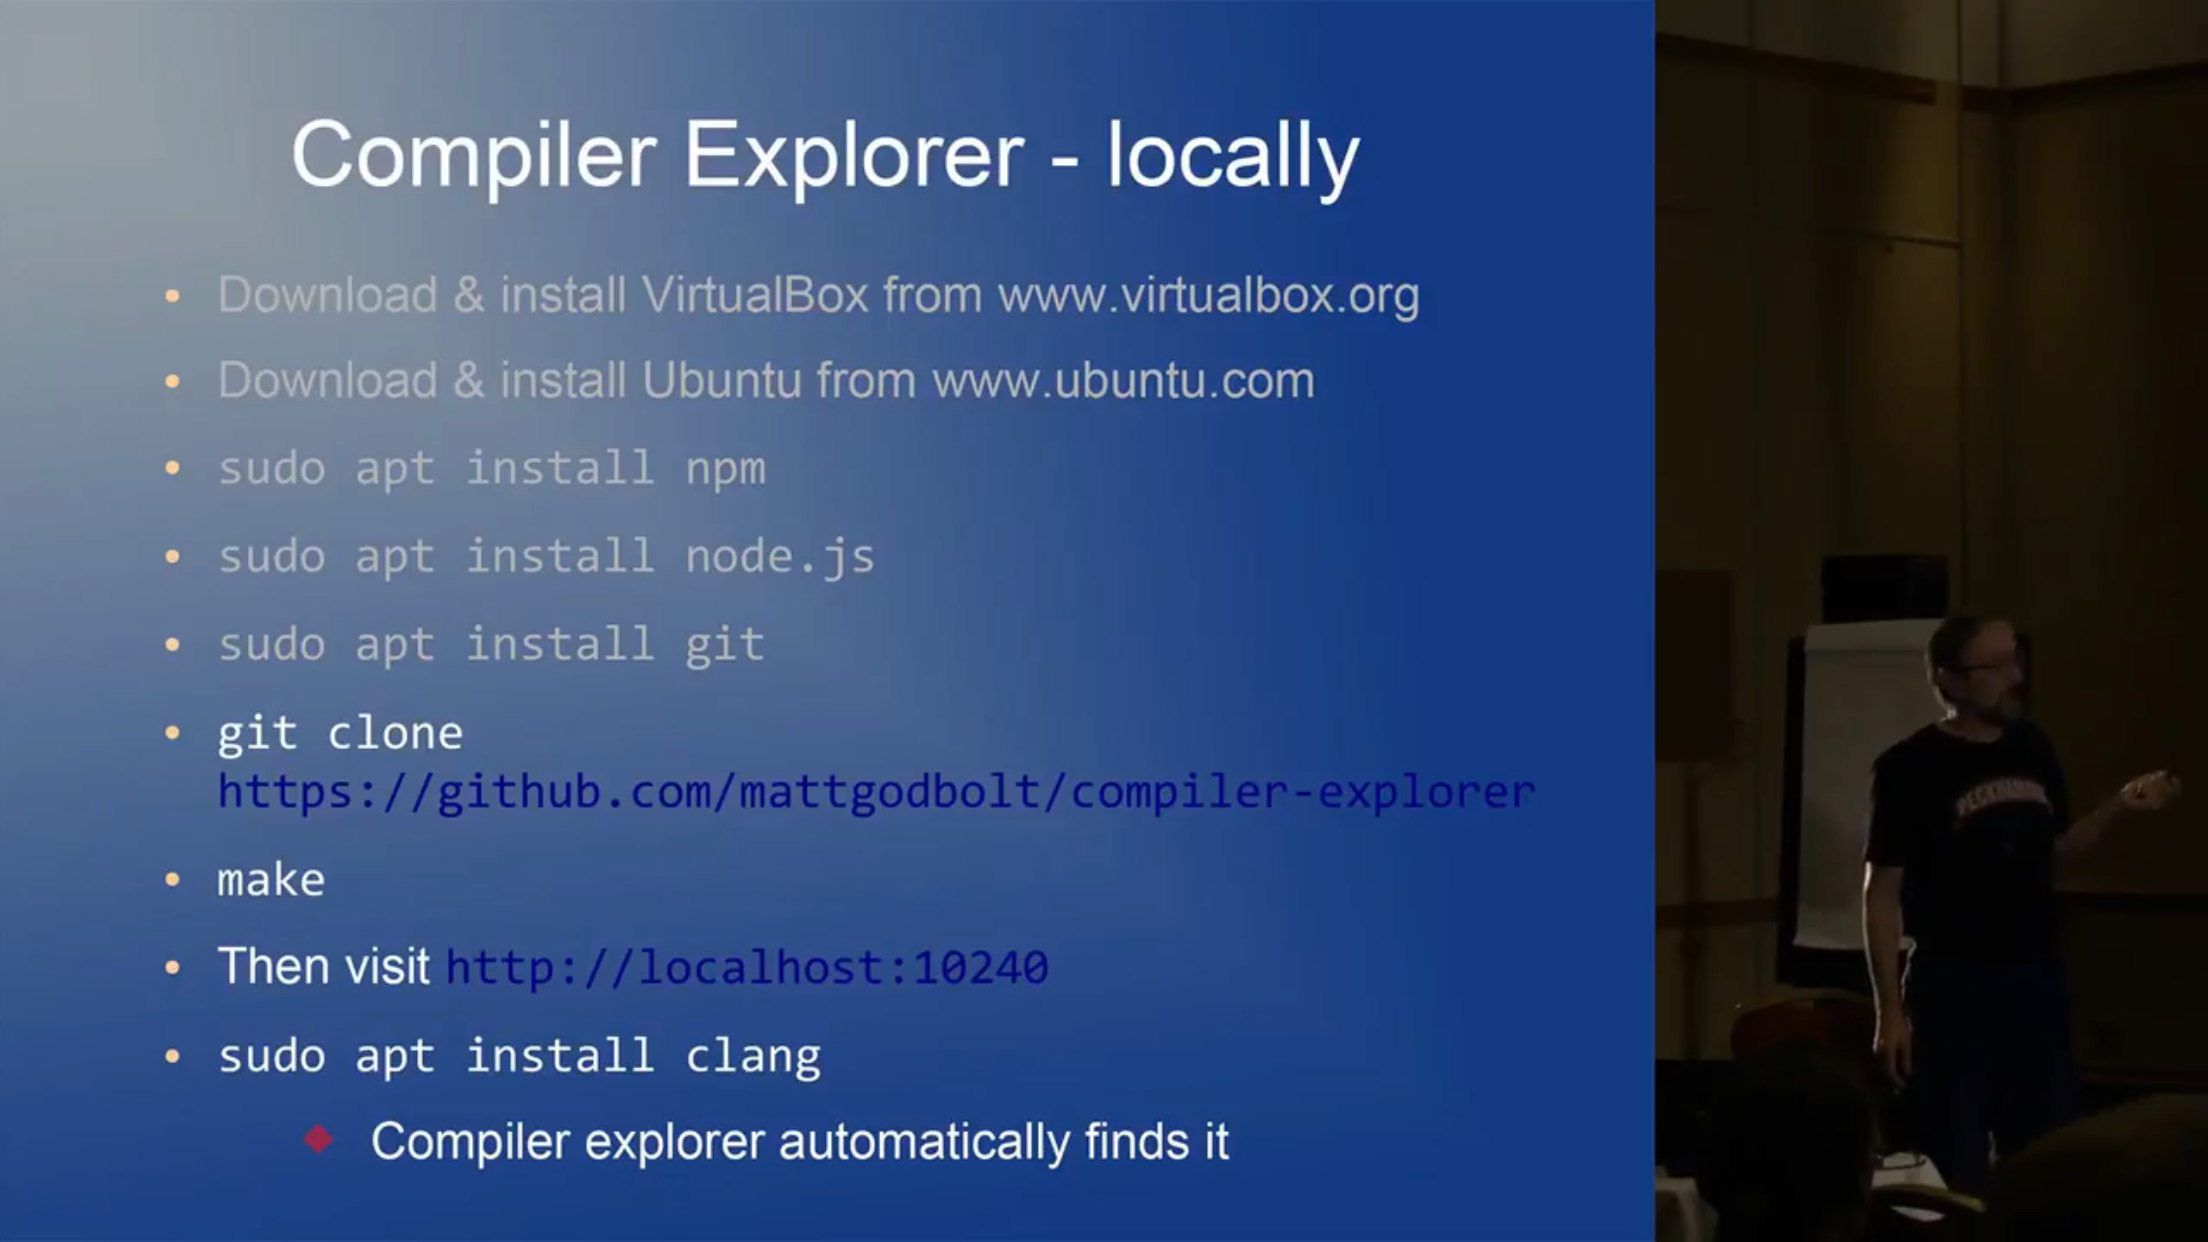 Compiler Explorer - locally
• Download & install VirtualBox from www.virtualbox.org
• Download & install Ubuntu from www.ubuntu.com
• sudo apt install npm
• sudo apt install node.js
• sudo apt install git
• git clone
https://github.com/mattgodbolt/compiler-explorer
• make
• Then visit http://localhost:10240
• sudo apt install clang
◆ Compiler explorer automatically finds it